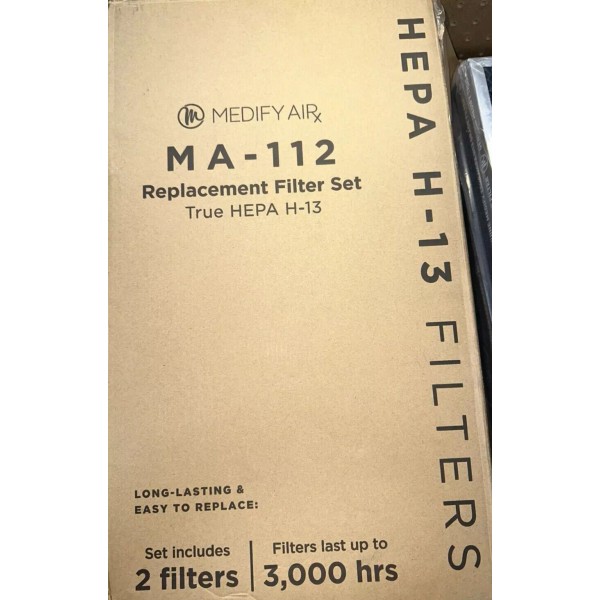 MEDIFY AIRx
MA-112
Replacement Filter Set
True HEPA H-13
HEPA H-13 FILTERS
LONG-LASTING &
EASY TO REPLACE:
Set includes
2 filters
Filters last up to
3,000 hrs